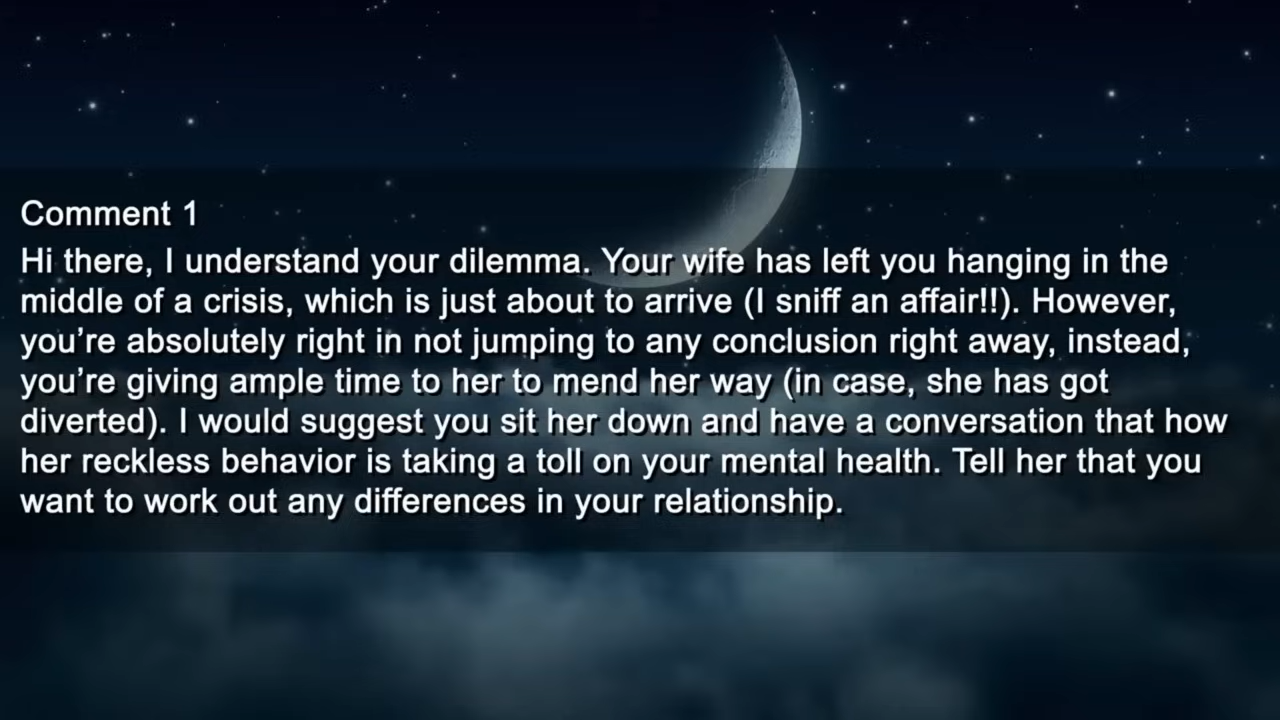 Comment 1
Hi there, I understand your dilemma. Your wife has left you hanging in the
middle of a crisis, which is just about to arrive (I sniff an affair!!). However,
you’re absolutely right in not jumping to any conclusion right away, instead,
you’re giving ample time to her to mend her way (in case, she has got
diverted). I would suggest you sit her down and have a conversation that how
her reckless behavior is taking a toll on your mental health. Tell her that you
want to work out any differences in your relationship.